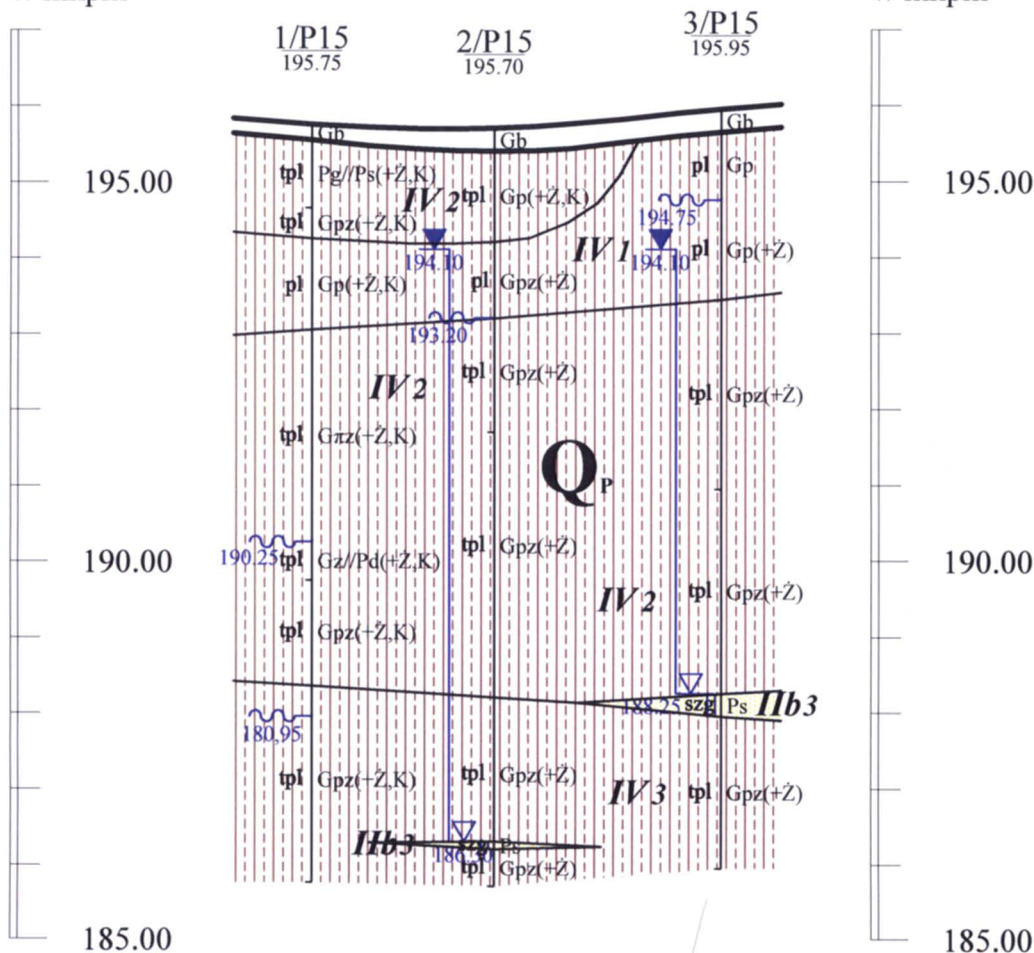 1/P15 2/P15 3/P15
195.75 195.70 195.95
Gb Gb Gb
195.00 195.00
tpl Pg//Ps(+Ż,K)
IV 2 tpl Gp(+Ż,K)
pl Gp
194.75
tpl Gpz(+Ż,K)
194.10
IV 1
194.10
pl Gp(+Ż)
pl Gp(+Ż,K)
pl Gpz(+Ż)
193.20
IV 2
tpl Gpz(+Ż)
tpl Gpz(+Ż)
tpl Gπz(+Ż,K)
Q P
190.00 190.00
190.25
tpl Gz//Pd(+Ż,K)
tpl Gpz(+Ż)
IV 2
tpl Gpz(+Ż)
tpl Gpz(+Ż,K)
188.25 szg Ps IIb3
180,95
tpl Gpz(+Ż,K)
tpl Gpz(+Ż)
IV 3
tpl Gpz(+Ż)
IIb3
szg Ps
186.30
tpl Gpz(+Ż)
185.00 185.00